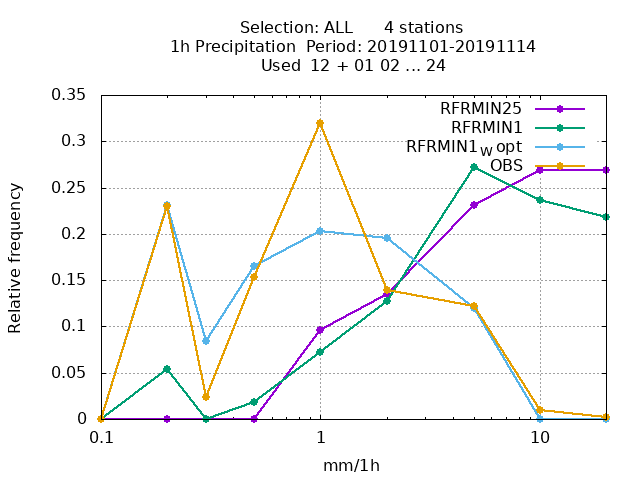 Selection: ALL 4 stations
1h Precipitation Period: 20191101-20191114
Used 12 + 01 02 ... 24
0.35
0.3
0.25
0.2
0.15
0.1
0.05
0
Relative frequency
RFRMIN25
RFRMIN1
RFRMIN1W opt
OBS
0.1 1 10
mm/1h